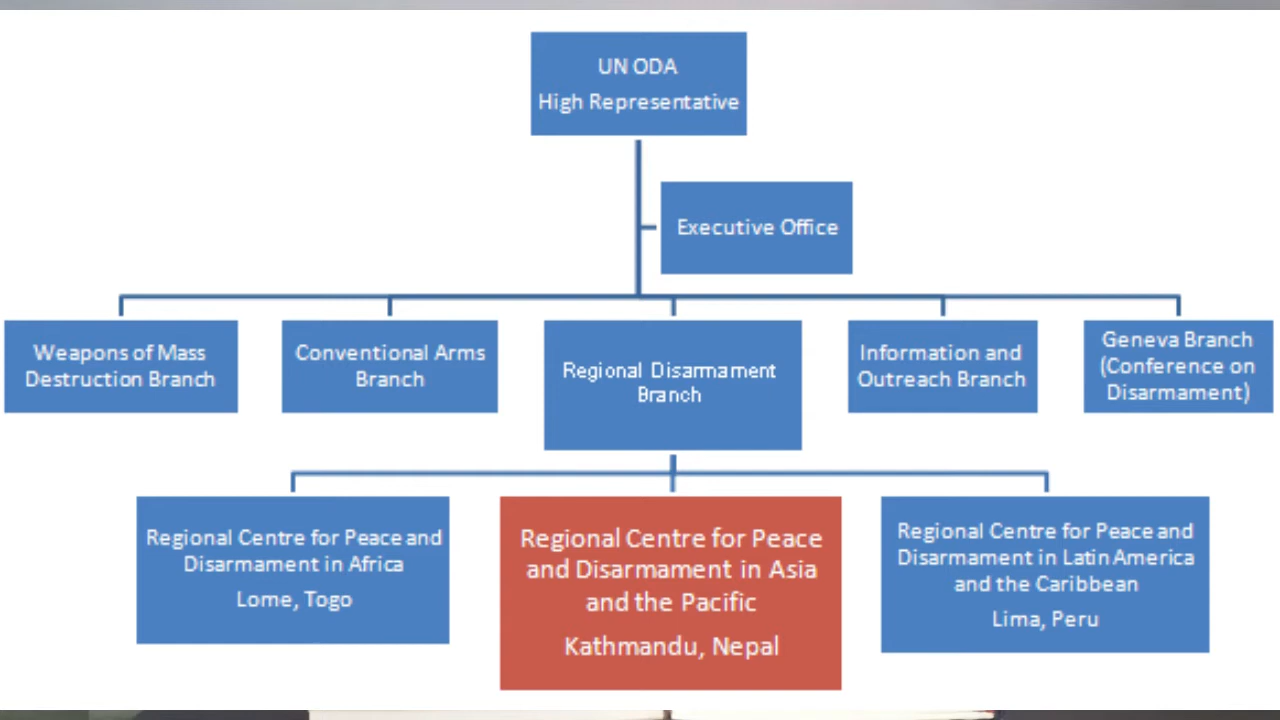 UN ODA
High Representative
Executive Office
Weapons of Mass
Destruction Branch
Conventional Arms
Branch
Regional Disarmament
Branch
Information and
Outreach Branch
Geneva Branch
(Conference on
Disarmament)
Regional Centre for Peace and
Disarmament in Africa
Lome, Togo
Regional Centre for Peace
and Disarmament in Asia
and the Pacific
Kathmandu, Nepal
Regional Centre for Peace and
Disarmament in Latin America
and the Caribbean
Lima, Peru